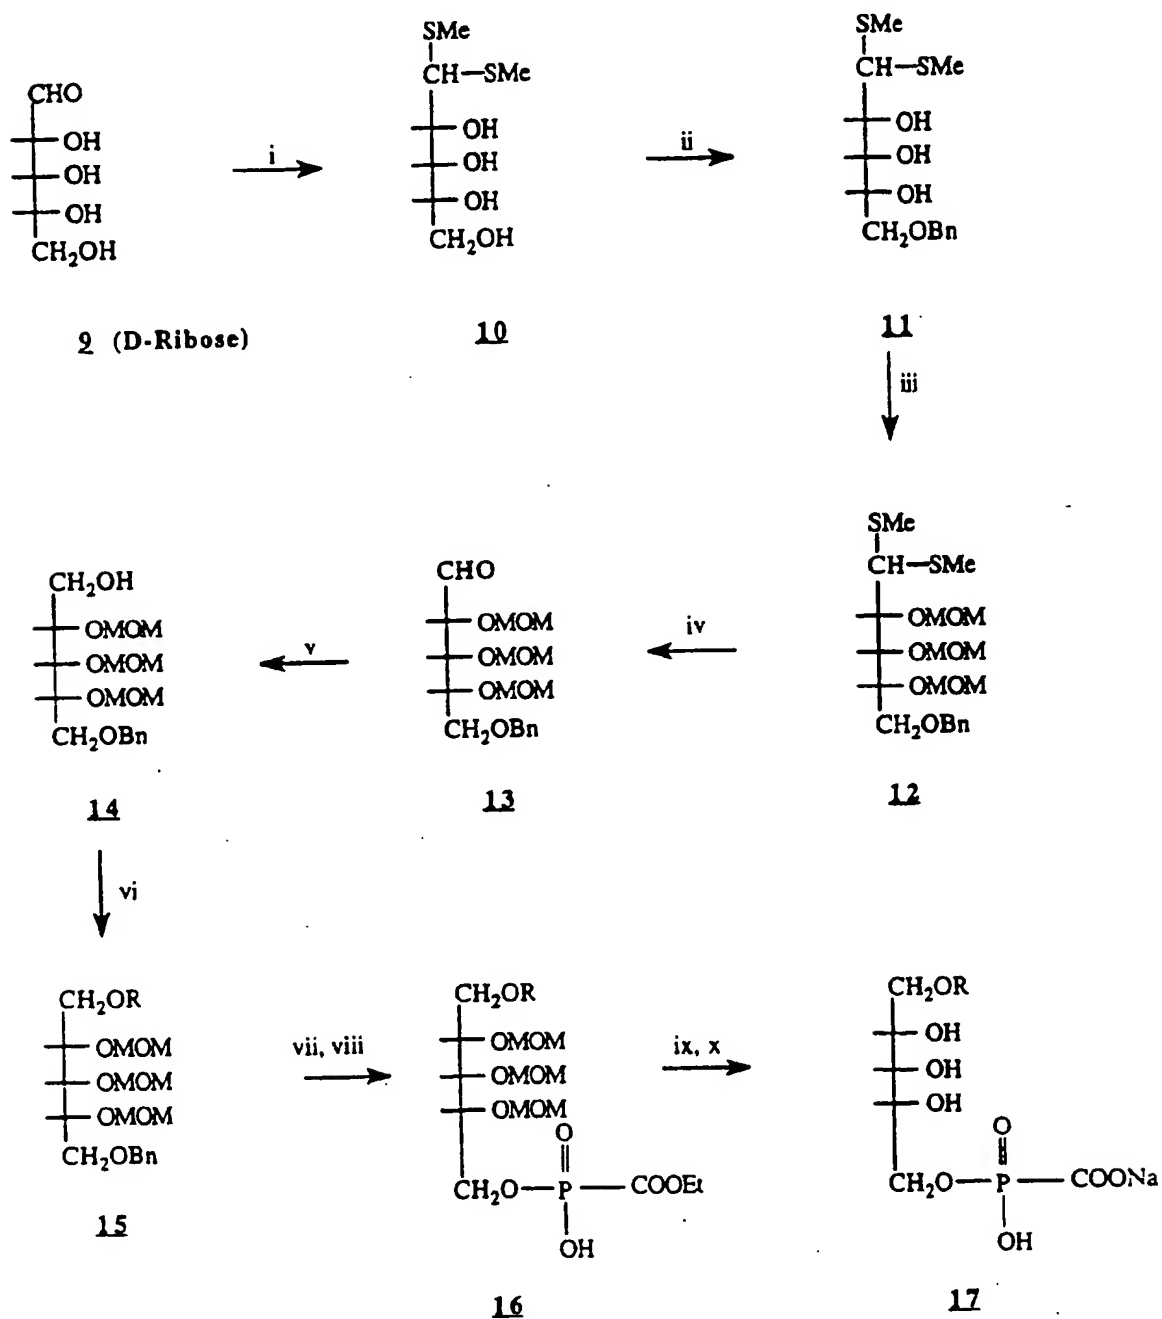 CHO
OH
OH
OH
CH₂OH
9 (D-Ribose)
i
SMe
CH—SMe
OH
OH
OH
CH₂OH
10
ii
SMe
CH—SMe
OH
OH
OH
CH₂OBn
11
iii
SMe
CH—SMe
OMOM
OMOM
OMOM
CH₂OBn
12
iv
CHO
OMOM
OMOM
OMOM
CH₂OBn
13
v
CH₂OH
OMOM
OMOM
OMOM
CH₂OBn
14
vi
CH₂OR
OMOM
OMOM
OMOM
CH₂OBn
15
vii, viii
CH₂OR
OMOM
OMOM
OMOM
O
CH₂O—P—COOEt
OH
16
ix, x
CH₂OR
OH
OH
OH
O
CH₂O—P—COONa
OH
17